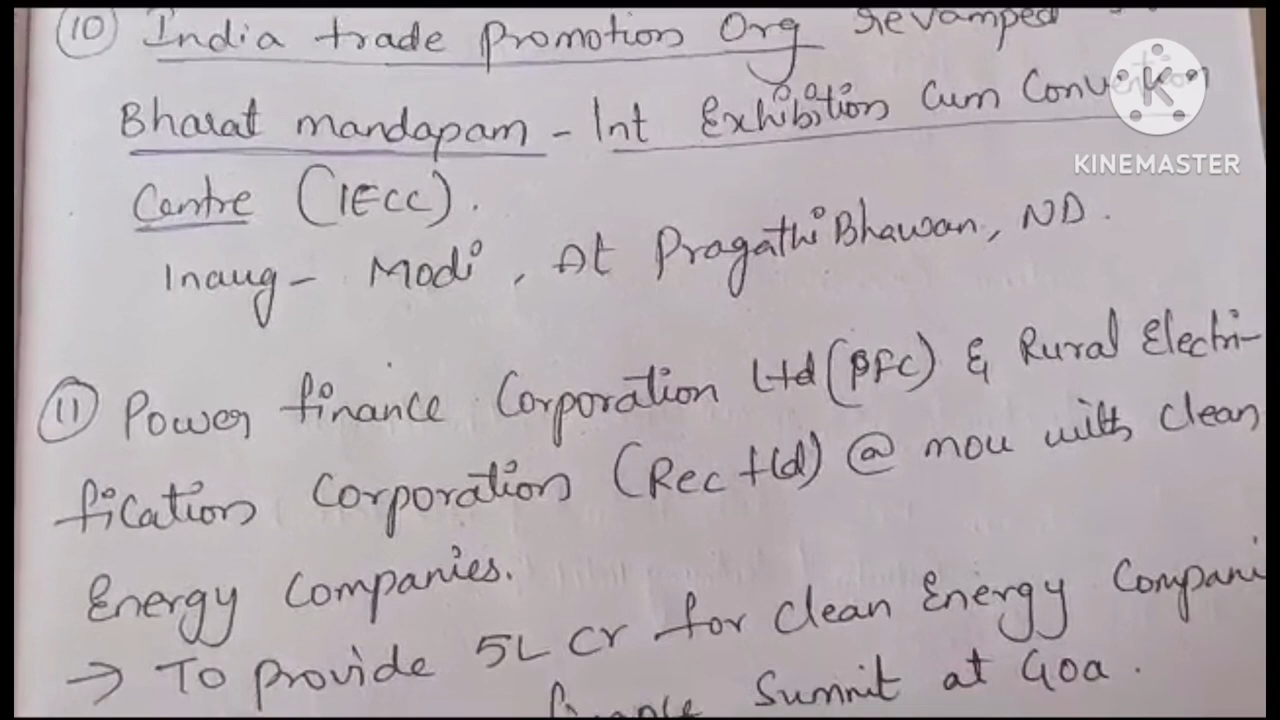 (10) India trade Promotion Org revamped
Bharat mandapam - Int Exhibition Cum Convention
Centre (IECC).
Inaug - Modi, At Pragathi Bhawan, ND.
(11) Power finance Corporation Ltd (PFC) & Rural Electri-
fication Corporation (Rec Ltd) @ mou with clean
Energy Companies.
→ To Provide 5L Cr for Clean Energy Compani
finance Summit at Goa.
KINEMASTER